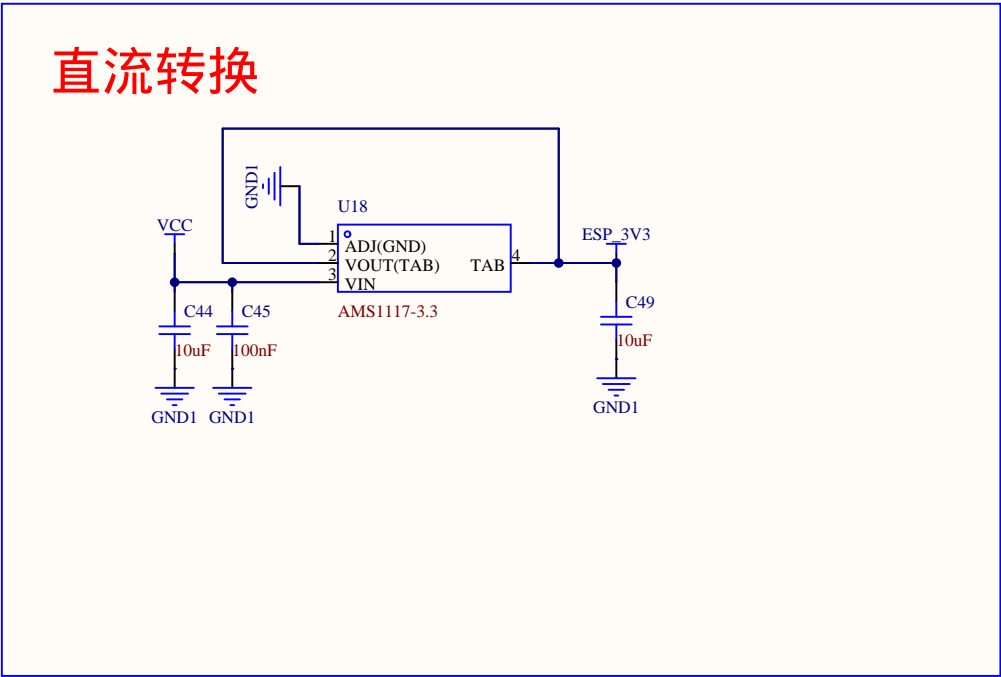 直流转换
GND1
U18
VCC
ESP_3V3
1
ADJ(GND)
2
VOUT(TAB)
TAB
4
3
VIN
C44
C45
AMS1117-3.3
C49
10uF
100nF
10uF
GND1
GND1
GND1